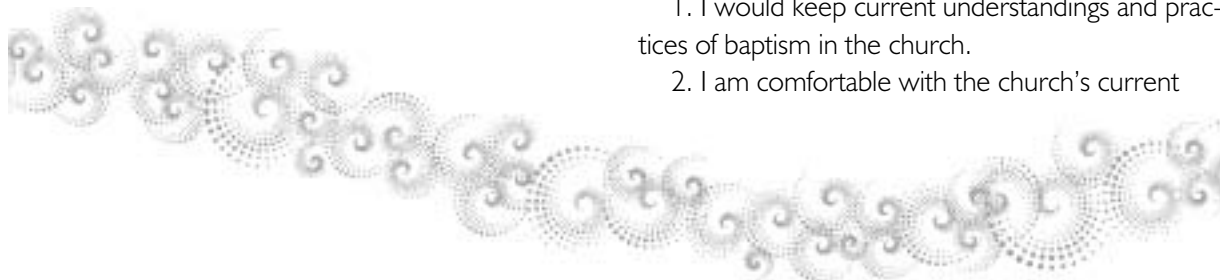 1. I would keep current understandings and prac-
tices of baptism in the church.
2. I am comfortable with the church’s current